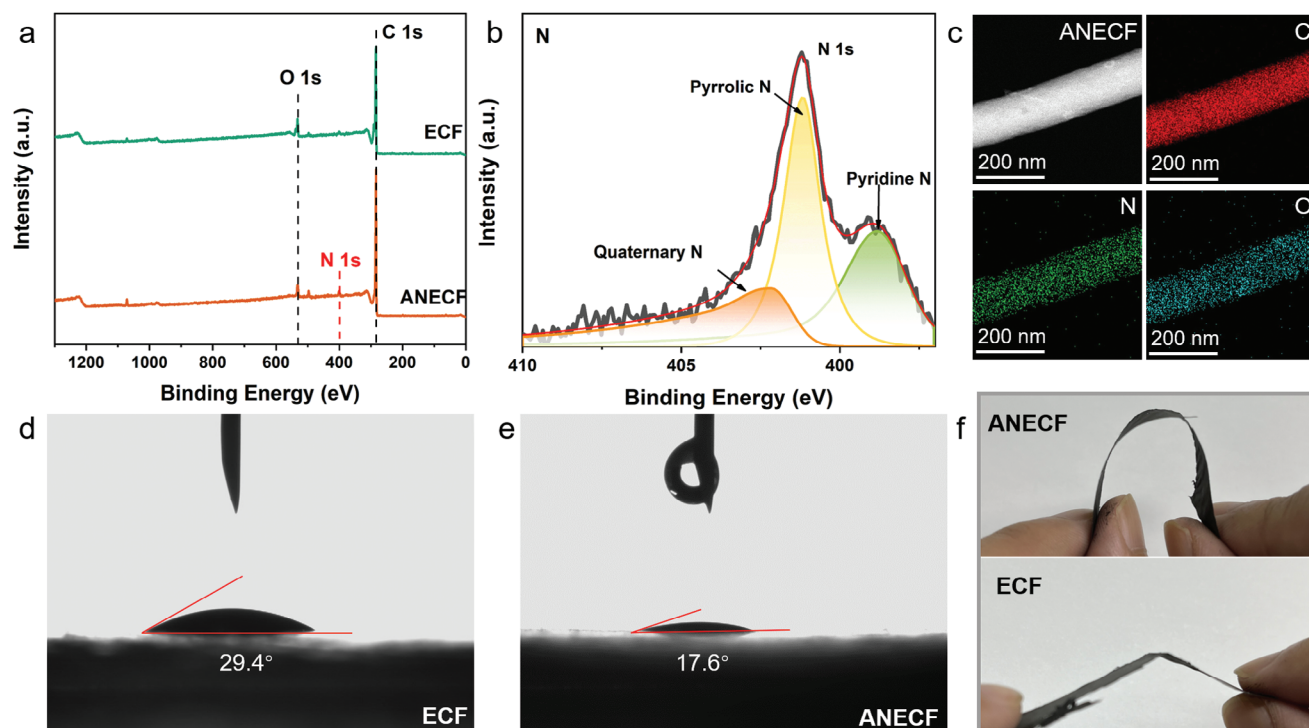 a
C 1s
O 1s
ECF
N 1s
ANECF
Intensity (a.u.)
1200 1000 800 600 400 200 0
Binding Energy (eV)
b
N
N 1s
Pyrrolic N
Pyridine N
Quaternary N
Intensity (a.u.)
410 405 400
Binding Energy (eV)
c
ANECF
200 nm
C
200 nm
N
200 nm
O
200 nm
d
29.4°
ECF
e
17.6°
ANECF
f
ANECF
ECF